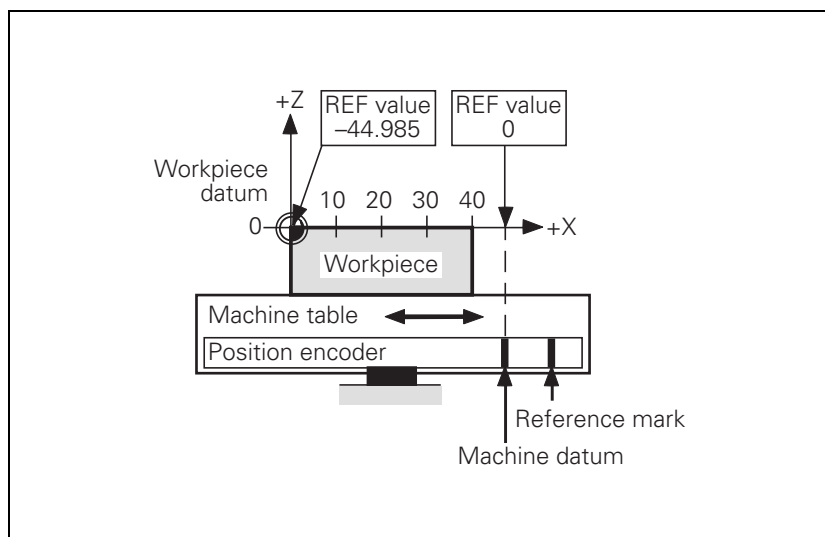 +Z
REF value
–44.985
REF value
0
Workpiece
datum
10 20 30 40
0
+X
Workpiece
Machine table
Position encoder
Reference mark
Machine datum